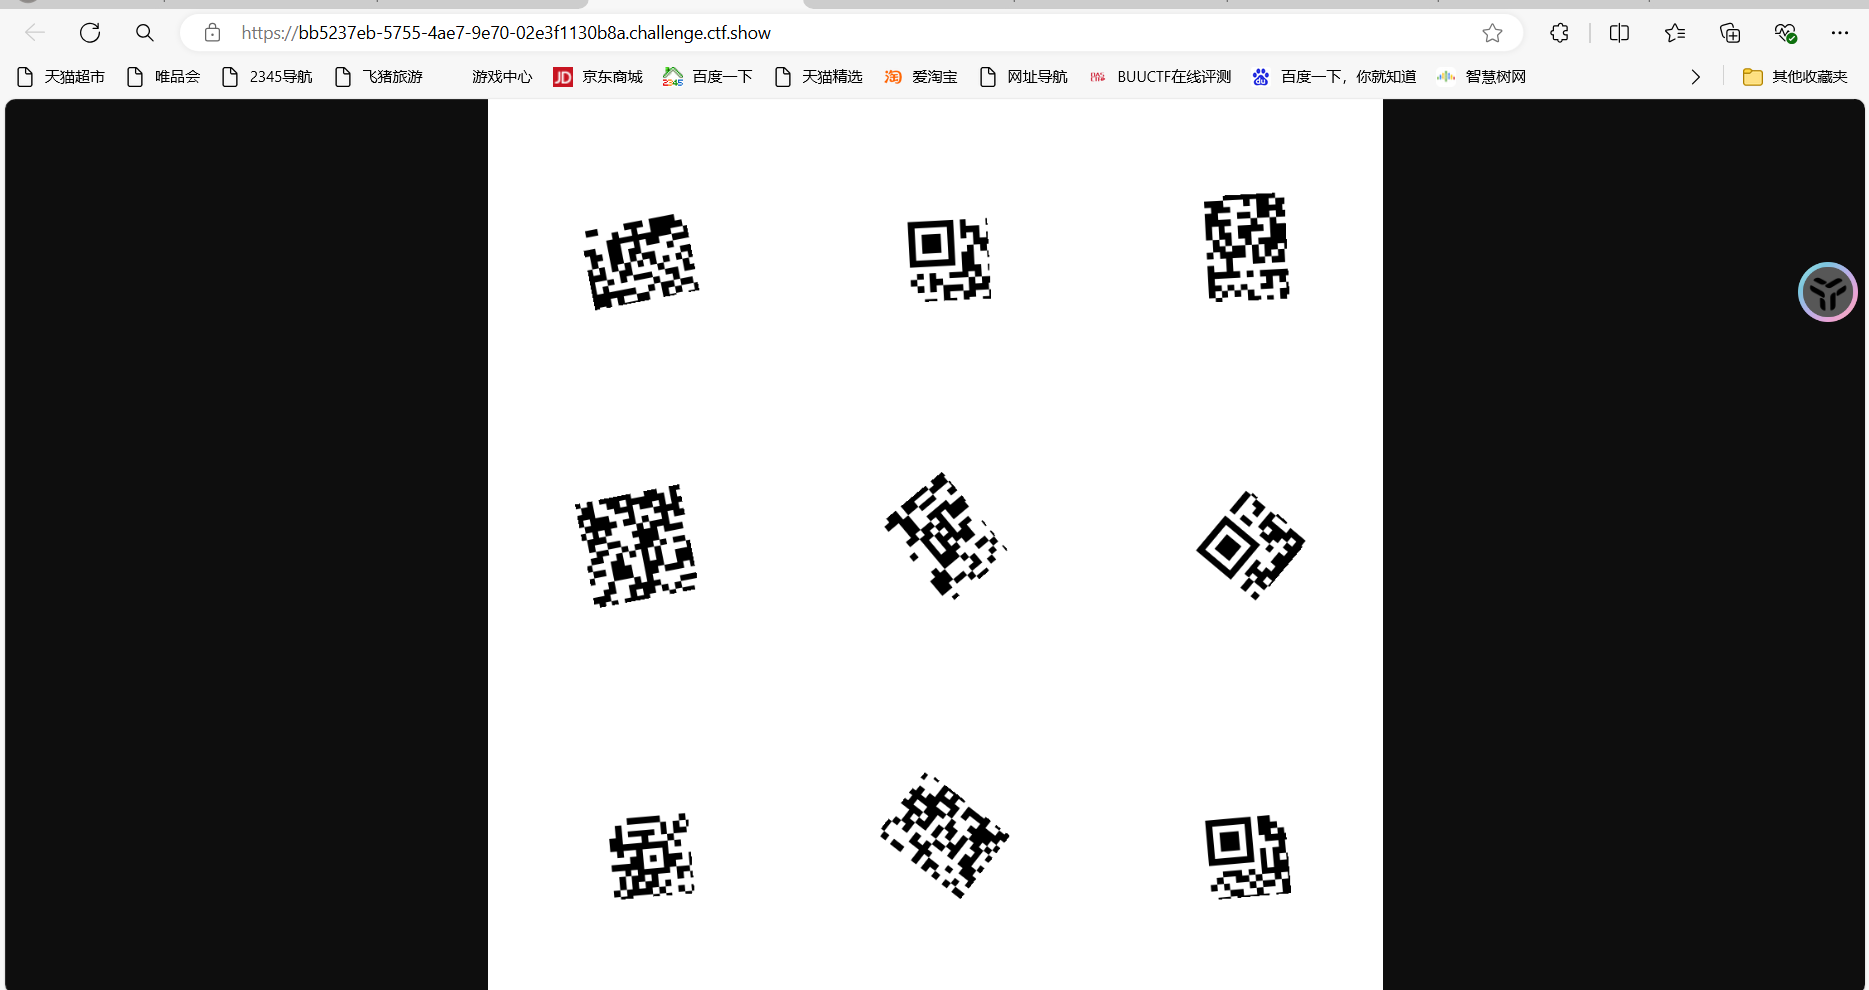 https://bb5237eb-5755-4ae7-9e70-02e3f1130b8a.challenge.ctf.show
天猫超市 唯品会 2345导航 飞猪旅游 游戏中心 JD 京东商城 2345 百度一下 天猫精选 淘 爱淘宝 网址导航 BUUCTF在线评测 du 百度一下，你就知道 智慧树网 其他收藏夹